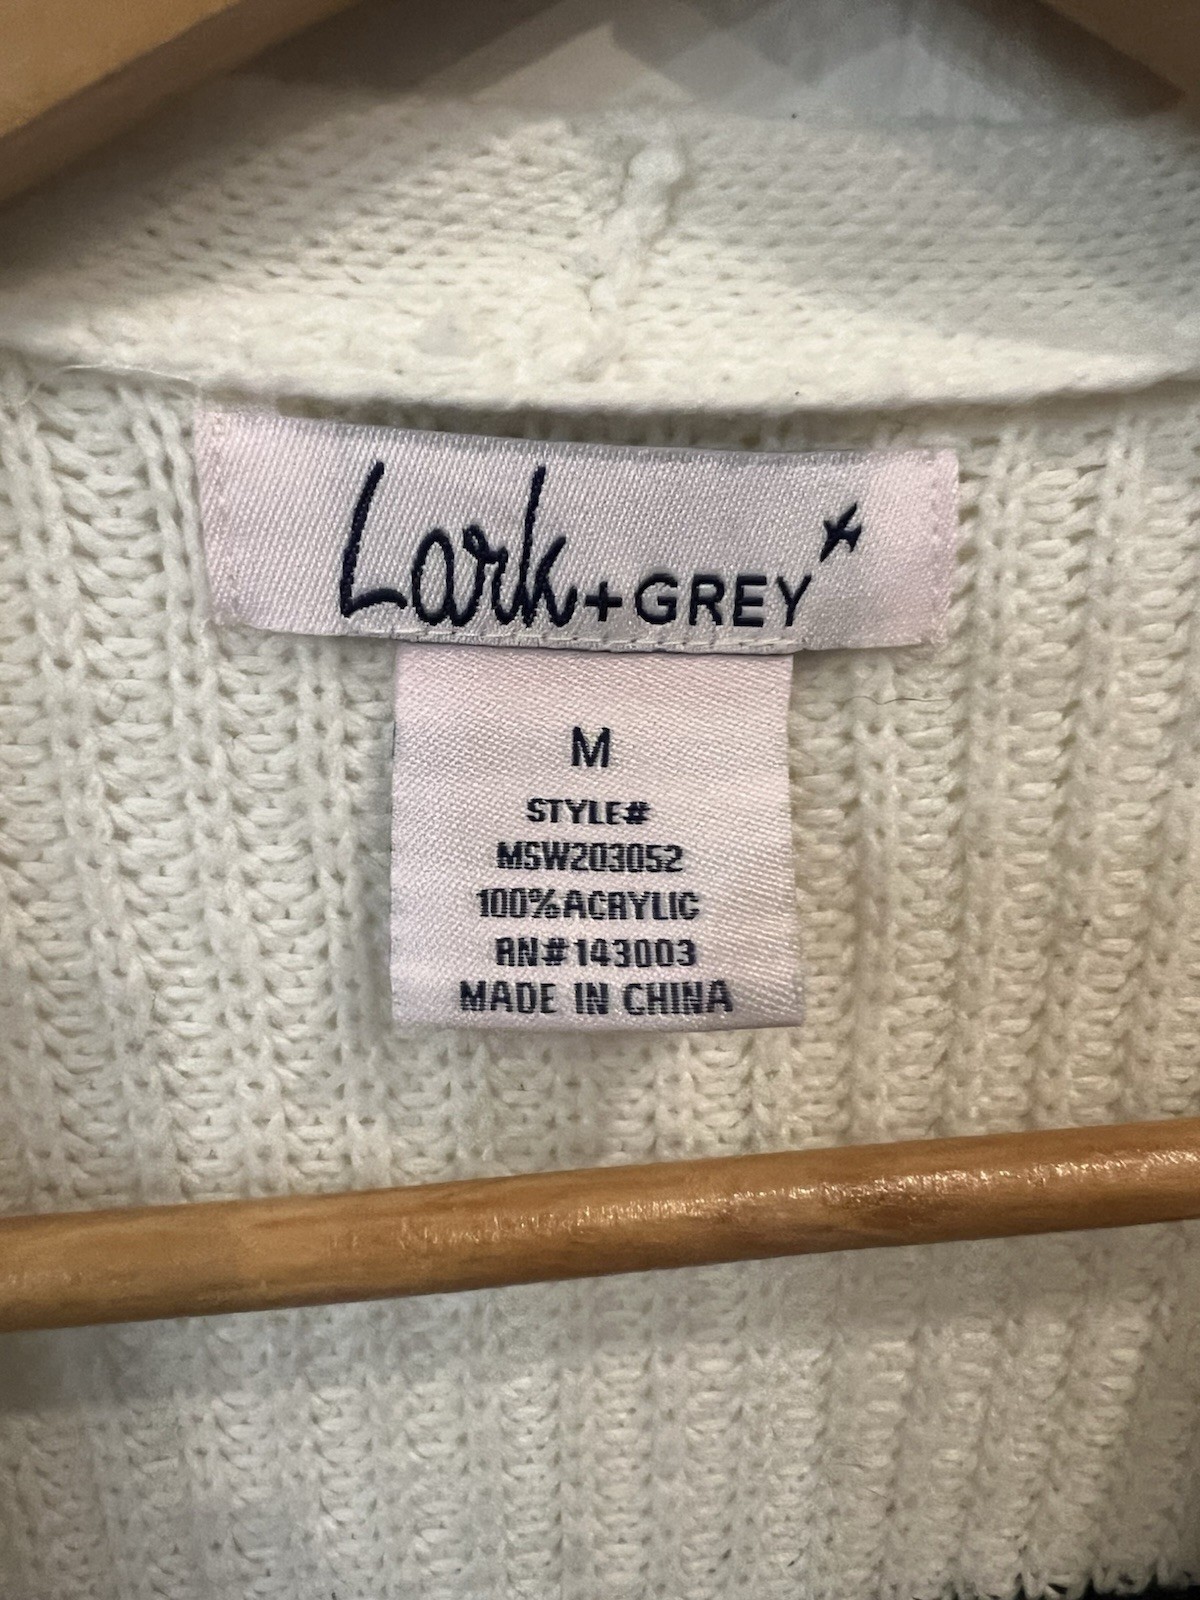 Lark + GREY
M
STYLE#
MSW203052
100%ACRYLIC
RN#143003
MADE IN CHINA